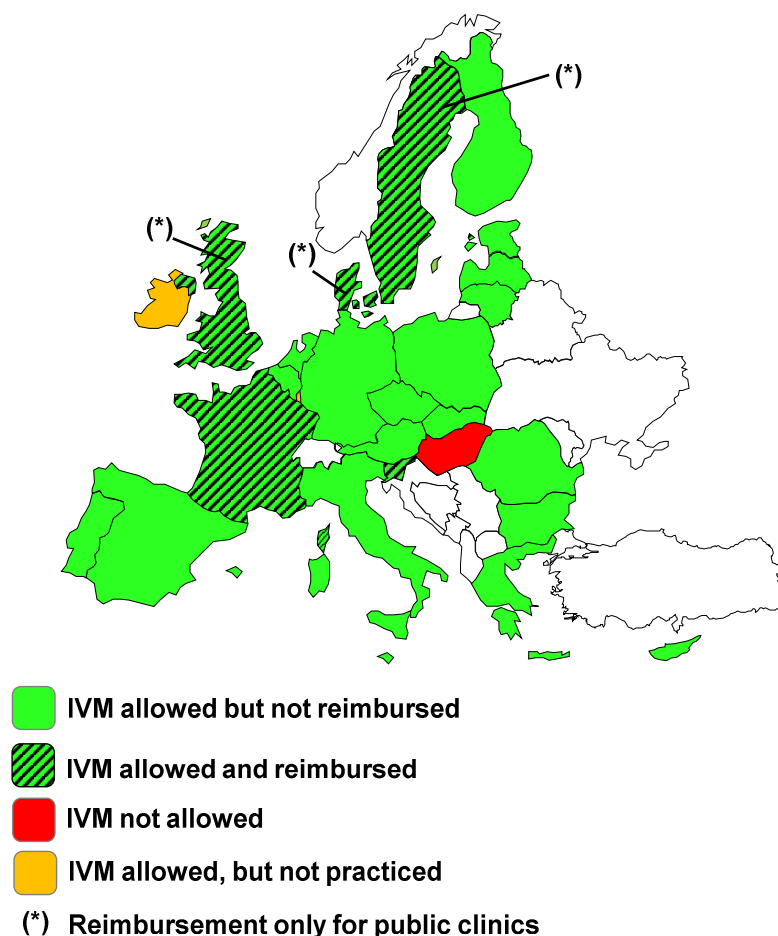 (*)
(*)
(*)
IVM allowed but not reimbursed
IVM allowed and reimbursed
IVM not allowed
IVM allowed, but not practiced
(*) Reimbursement only for public clinics